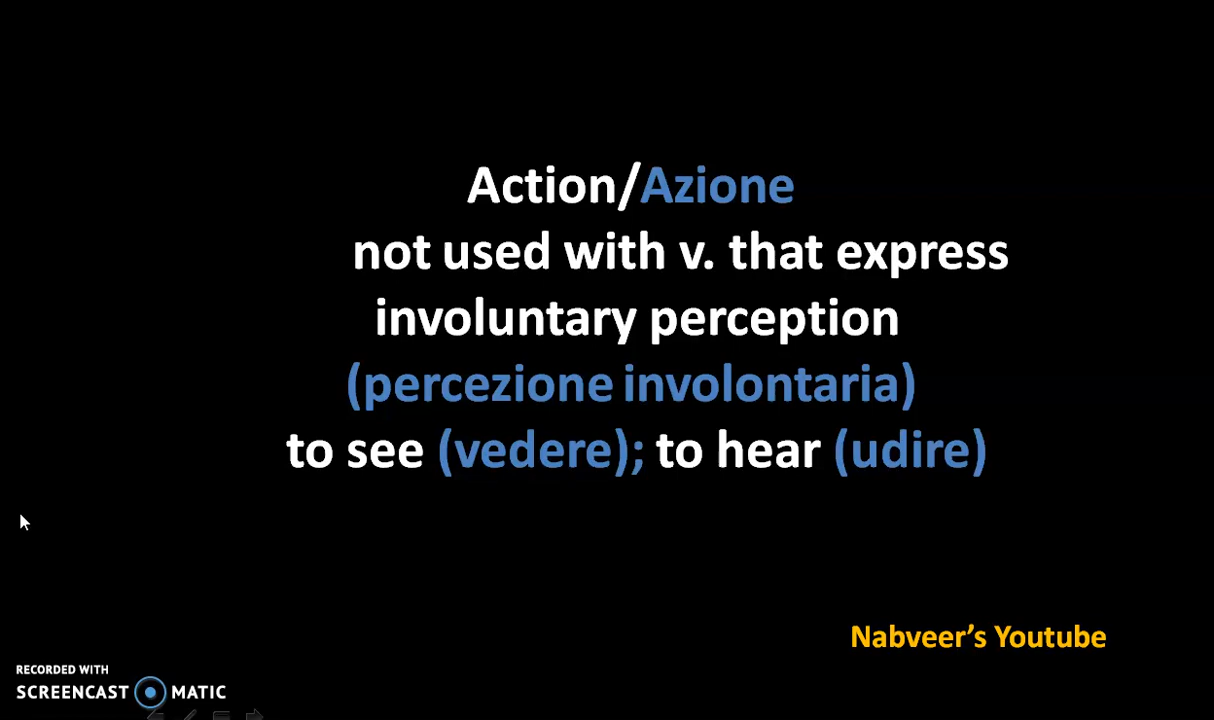 Action/Azione
not used with v. that express
involuntary perception
(percezione involontaria)
to see (vedere); to hear (udire)
Nabveer’s Youtube
RECORDED WITH
SCREENCAST MATIC